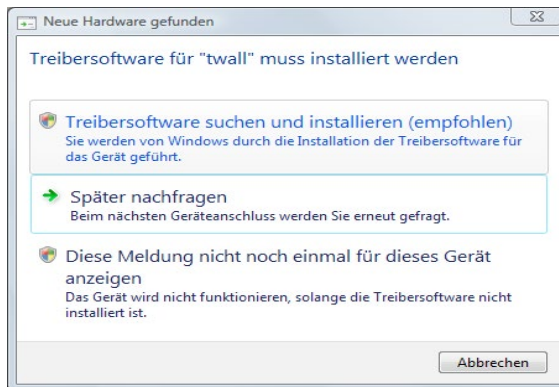 Neue Hardware gefunden
Treibersoftware für "twall" muss installiert werden
Treibersoftware suchen und installieren (empfohlen)
Sie werden von Windows durch die Installation der Treibersoftware für
das Gerät geführt.
Später nachfragen
Beim nächsten Geräteanschluss werden Sie erneut gefragt.
Diese Meldung nicht noch einmal für dieses Gerät
anzeigen
Das Gerät wird nicht funktionieren, solange die Treibersoftware nicht
installiert ist.
Abbrechen